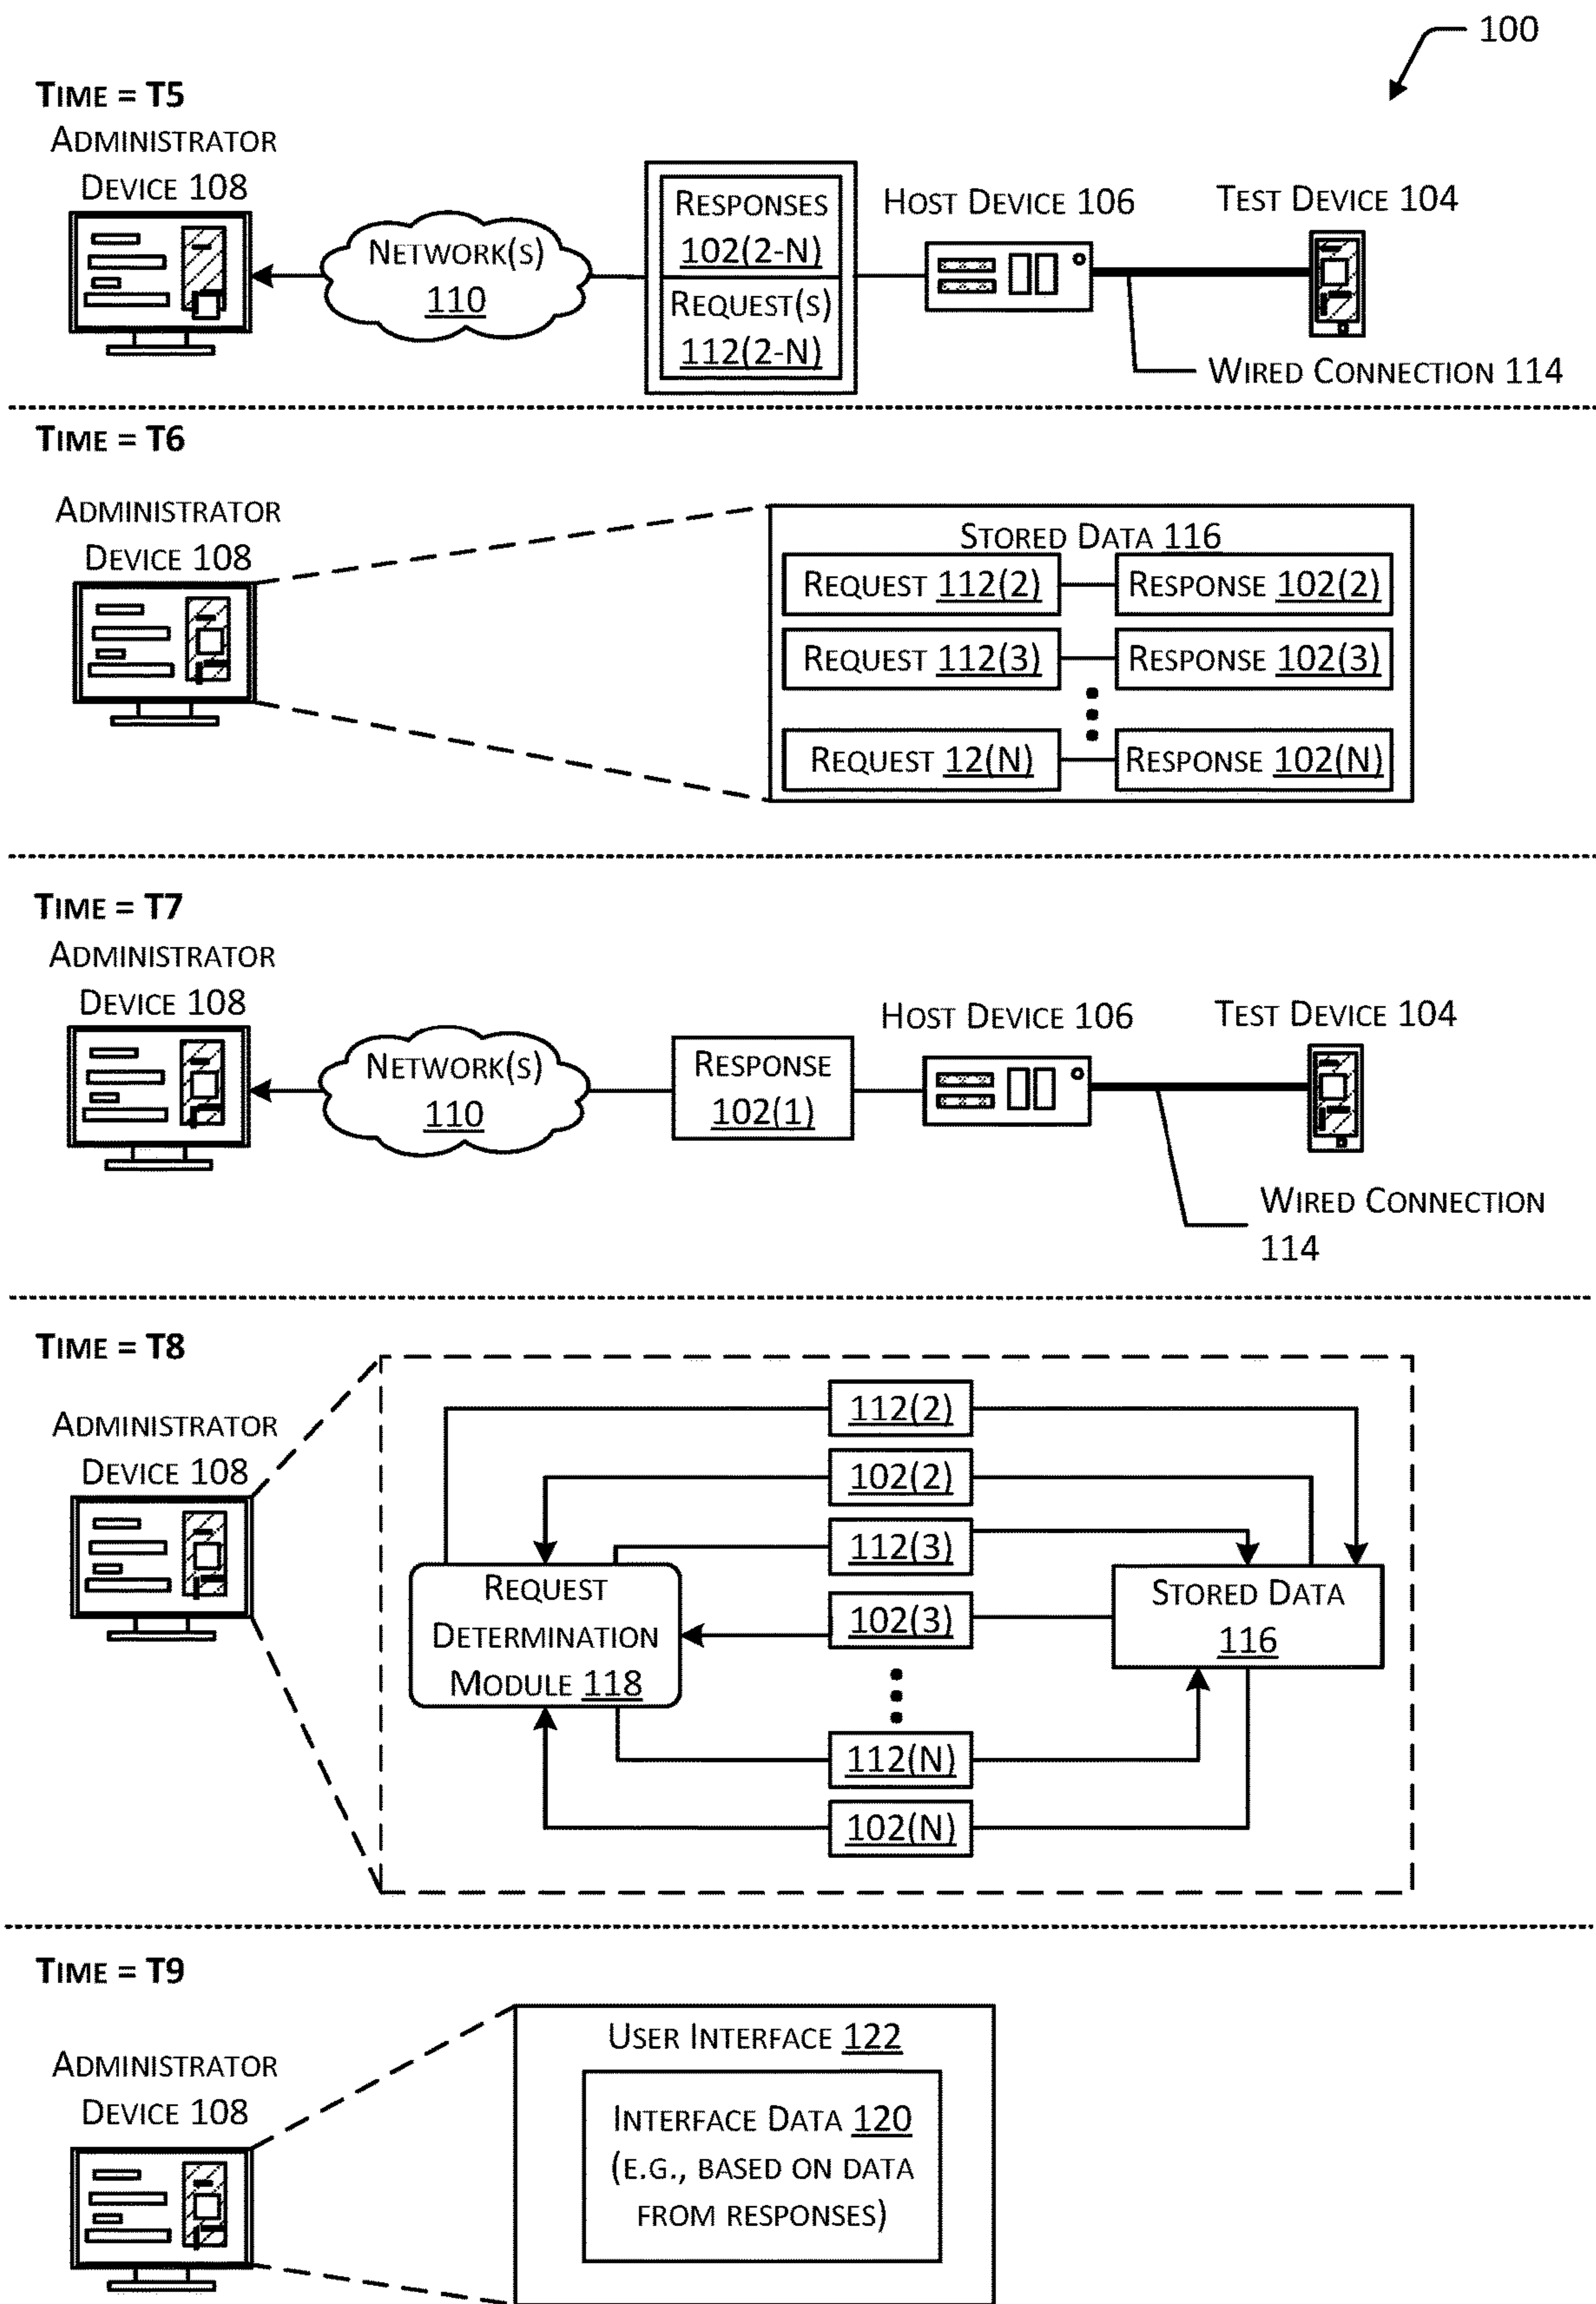 100
TIME = T5
ADMINISTRATOR
DEVICE 108
NETWORK(S)
110
RESPONSES
102(2-N)
REQUEST(S)
112(2-N)
HOST DEVICE 106
TEST DEVICE 104
WIRED CONNECTION 114
TIME = T6
ADMINISTRATOR
DEVICE 108
STORED DATA 116
REQUEST 112(2)
RESPONSE 102(2)
REQUEST 112(3)
RESPONSE 102(3)
REQUEST 12(N)
RESPONSE 102(N)
TIME = T7
ADMINISTRATOR
DEVICE 108
NETWORK(S)
110
RESPONSE
102(1)
HOST DEVICE 106
TEST DEVICE 104
WIRED CONNECTION
114
TIME = T8
ADMINISTRATOR
DEVICE 108
112(2)
102(2)
112(3)
102(3)
112(N)
102(N)
REQUEST
DETERMINATION
MODULE 118
STORED DATA
116
TIME = T9
ADMINISTRATOR
DEVICE 108
USER INTERFACE 122
INTERFACE DATA 120
(E.G., BASED ON DATA
FROM RESPONSES)